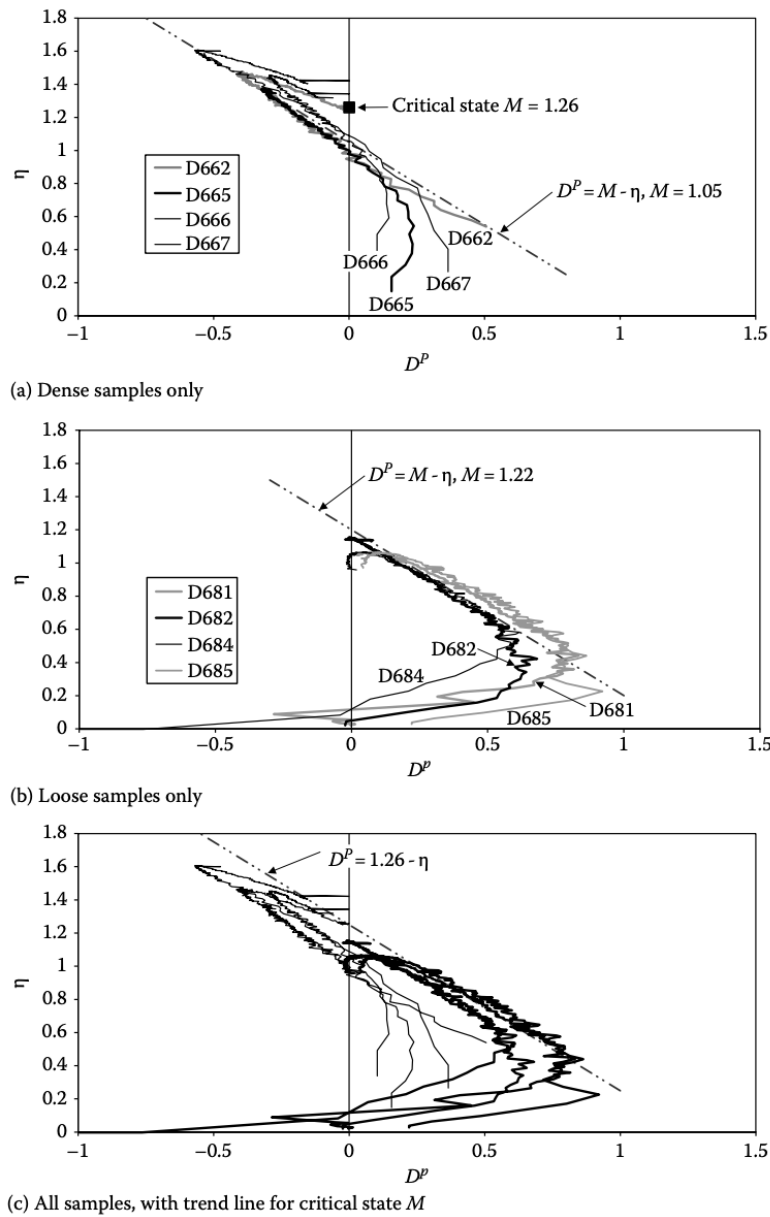 1.8
1.6
1.4
1.2
1
0.8
0.6
0.4
0.2
0
η
Critical state M = 1.26
D662
D665
D666
D667
D^P = M – η, M = 1.05
D662
D666
D667
D665
−1 −0.5 0 0.5 1 1.5
D^P
(a) Dense samples only
1.8
1.6
1.4
1.2
1
0.8
0.6
0.4
0.2
0
η
D^P = M - η, M = 1.22
D681
D682
D684
D685
D682
D684
D681
D685
−1 −0.5 0 0.5 1 1.5
D^p
(b) Loose samples only
1.8
1.6
1.4
1.2
1
0.8
0.6
0.4
0.2
0
η
D^P = 1.26 - η
−1 −0.5 0 0.5 1 1.5
D^p
(c) All samples, with trend line for critical state M